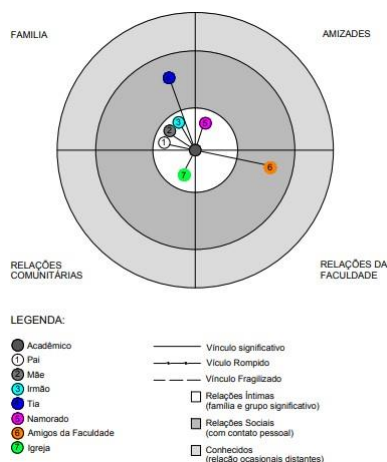 FAMILIA
AMIZADES
3
5
2
1
6
7
RELAÇÕES
COMUNITÁRIAS
RELAÇÕES DA
FACULDADE
LEGENDA:
Acadêmico
1 Pai
2 Mãe
3 Irmão
Tia
5 Namorado
6 Amigos da Faculdade
7 Igreja
Vínculo significativo
Vículo Rompido
Vínculo Fragilizado
Relações Íntimas
(família e grupo significativo)
Relações Sociais
(com contato pessoal)
Conhecidos
(relação ocasionais distantes)